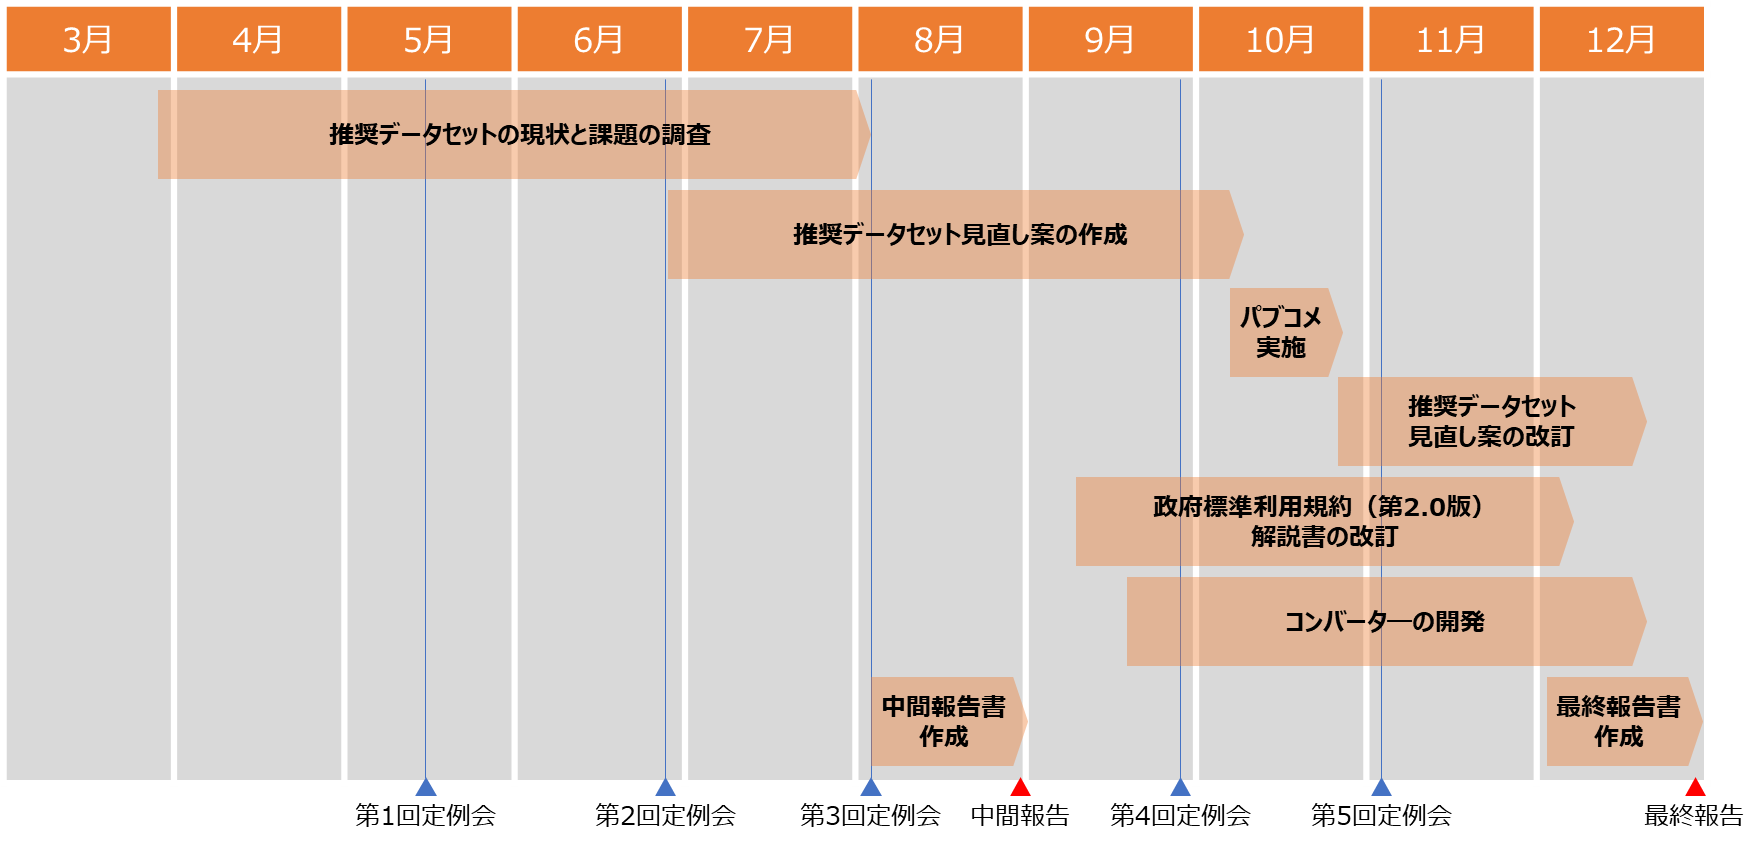 3月 4月 5月 6月 7月 8月 9月 10月 11月 12月
推奨データセットの現状と課題の調査
推奨データセット見直し案の作成
パブコメ
実施
推奨データセット
見直し案の改訂
政府標準利用規約（第2.0版）
解説書の改訂
コンバーターの開発
中間報告書
作成
最終報告書
作成
第1回定例会 第2回定例会 第3回定例会 中間報告 第4回定例会 第5回定例会 最終報告